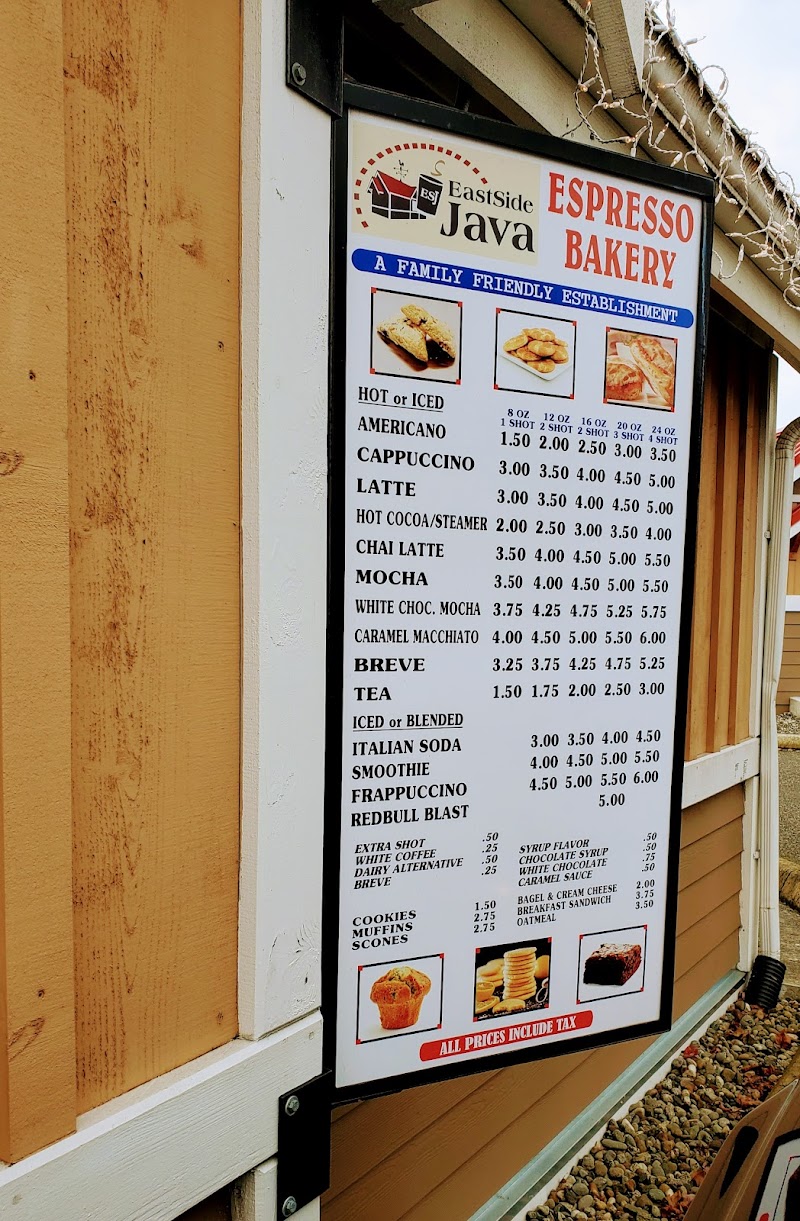 ESJ
EastSide
Java
ESPRESSO
BAKERY
A FAMILY FRIENDLY ESTABLISHMENT
HOT or ICED
8 OZ 12 OZ 16 OZ 20 OZ 24 OZ
1 SHOT 2 SHOT 2 SHOT 3 SHOT 4 SHOT
AMERICANO 1.50 2.00 2.50 3.00 3.50
CAPPUCCINO 3.00 3.50 4.00 4.50 5.00
LATTE 3.00 3.50 4.00 4.50 5.00
HOT COCOA/STEAMER 2.00 2.50 3.00 3.50 4.00
CHAI LATTE 3.50 4.00 4.50 5.00 5.50
MOCHA 3.50 4.00 4.50 5.00 5.50
WHITE CHOC. MOCHA 3.75 4.25 4.75 5.25 5.75
CARAMEL MACCHIATO 4.00 4.50 5.00 5.50 6.00
BREVE 3.25 3.75 4.25 4.75 5.25
TEA 1.50 1.75 2.00 2.50 3.00
ICED or BLENDED
ITALIAN SODA 3.00 3.50 4.00 4.50
SMOOTHIE 4.00 4.50 5.00 5.50
FRAPPUCCINO 4.50 5.00 5.50 6.00
REDBULL BLAST 5.00
EXTRA SHOT .50
WHITE COFFEE .25
DAIRY ALTERNATIVE .50
BREVE .25
SYRUP FLAVOR .50
CHOCOLATE SYRUP .50
WHITE CHOCOLATE .75
CARAMEL SAUCE .50
COOKIES 1.50
MUFFINS 2.75
SCONES 2.75
BAGEL & CREAM CHEESE 2.00
BREAKFAST SANDWICH 3.75
OATMEAL 3.50
ALL PRICES INCLUDE TAX